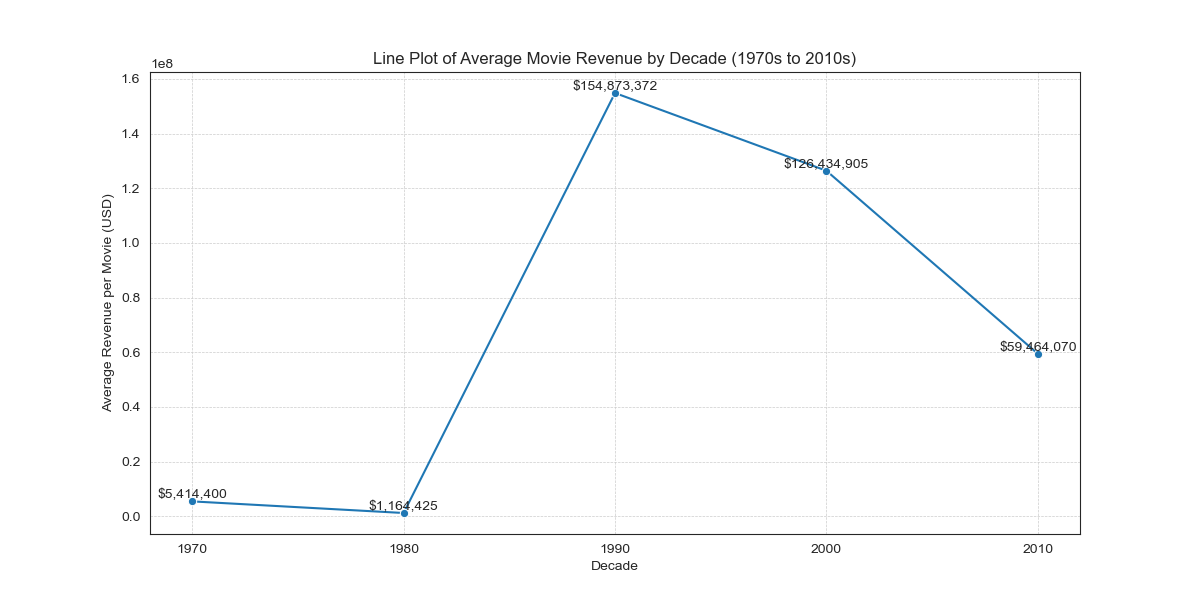 Line Plot of Average Movie Revenue by Decade (1970s to 2010s)
1e8
1.6
1.4
1.2
1.0
0.8
0.6
0.4
0.2
0.0
Average Revenue per Movie (USD)
$5,414,400
$1,164,425
$154,873,372
$126,434,905
$59,464,070
1970 1980 1990 2000 2010
Decade